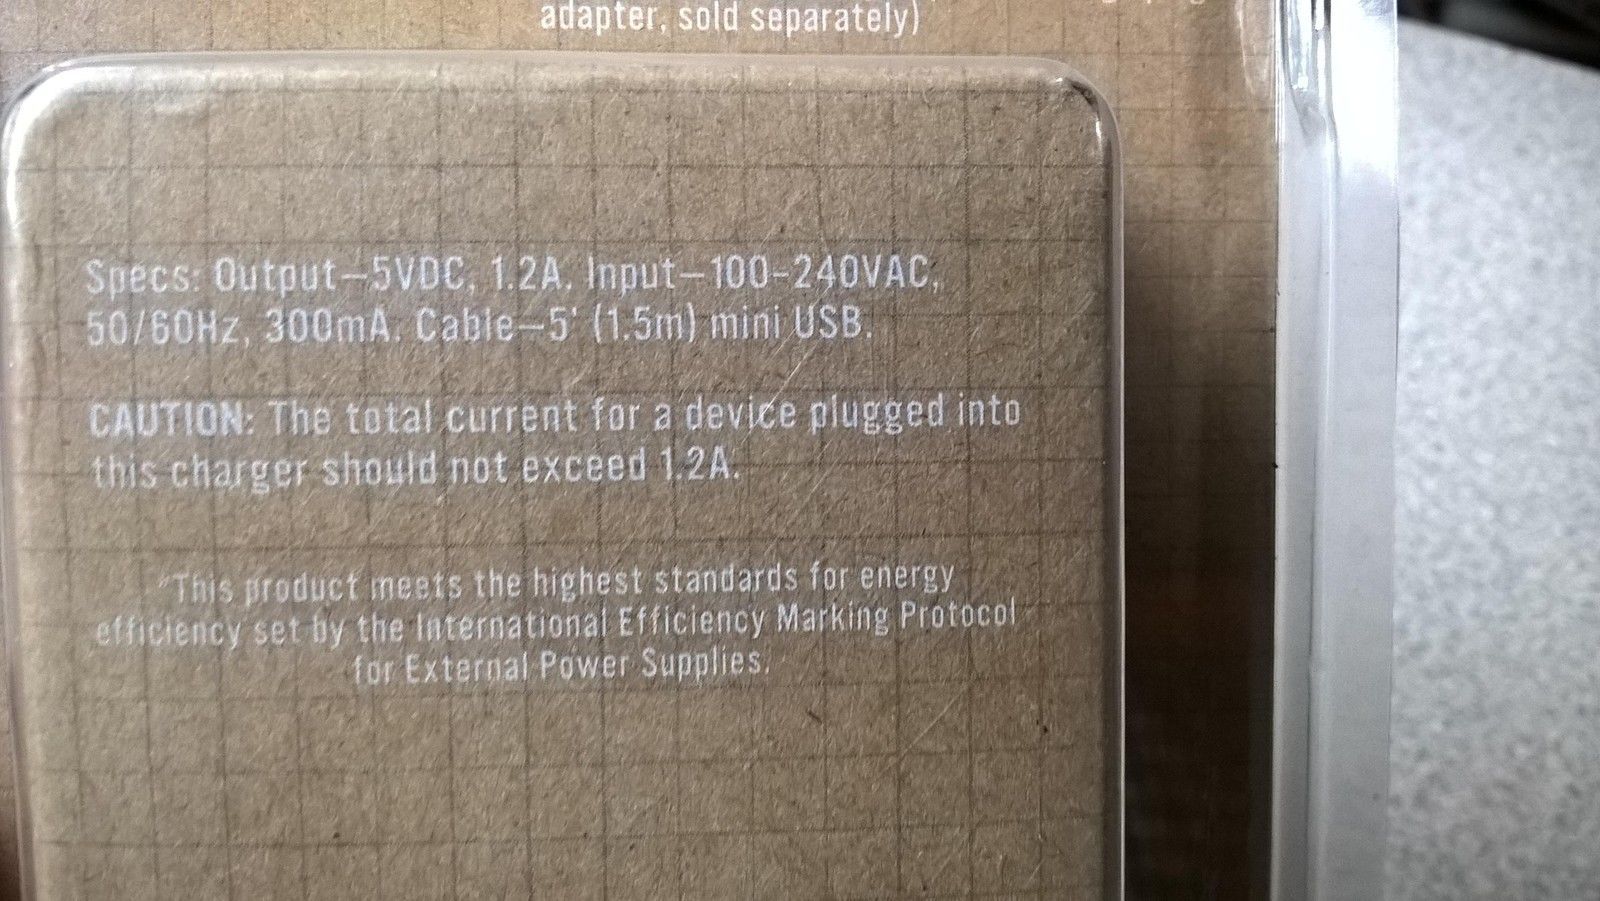 adapter, sold separately)
Specs: Output–5VDC, 1.2A. Input–100-240VAC,
50/60Hz, 300mA. Cable–5' (1.5m) mini USB.
CAUTION: The total current for a device plugged into
this charger should not exceed 1.2A.
"This product meets the highest standards for energy
efficiency set by the International Efficiency Marking Protocol
for External Power Supplies.